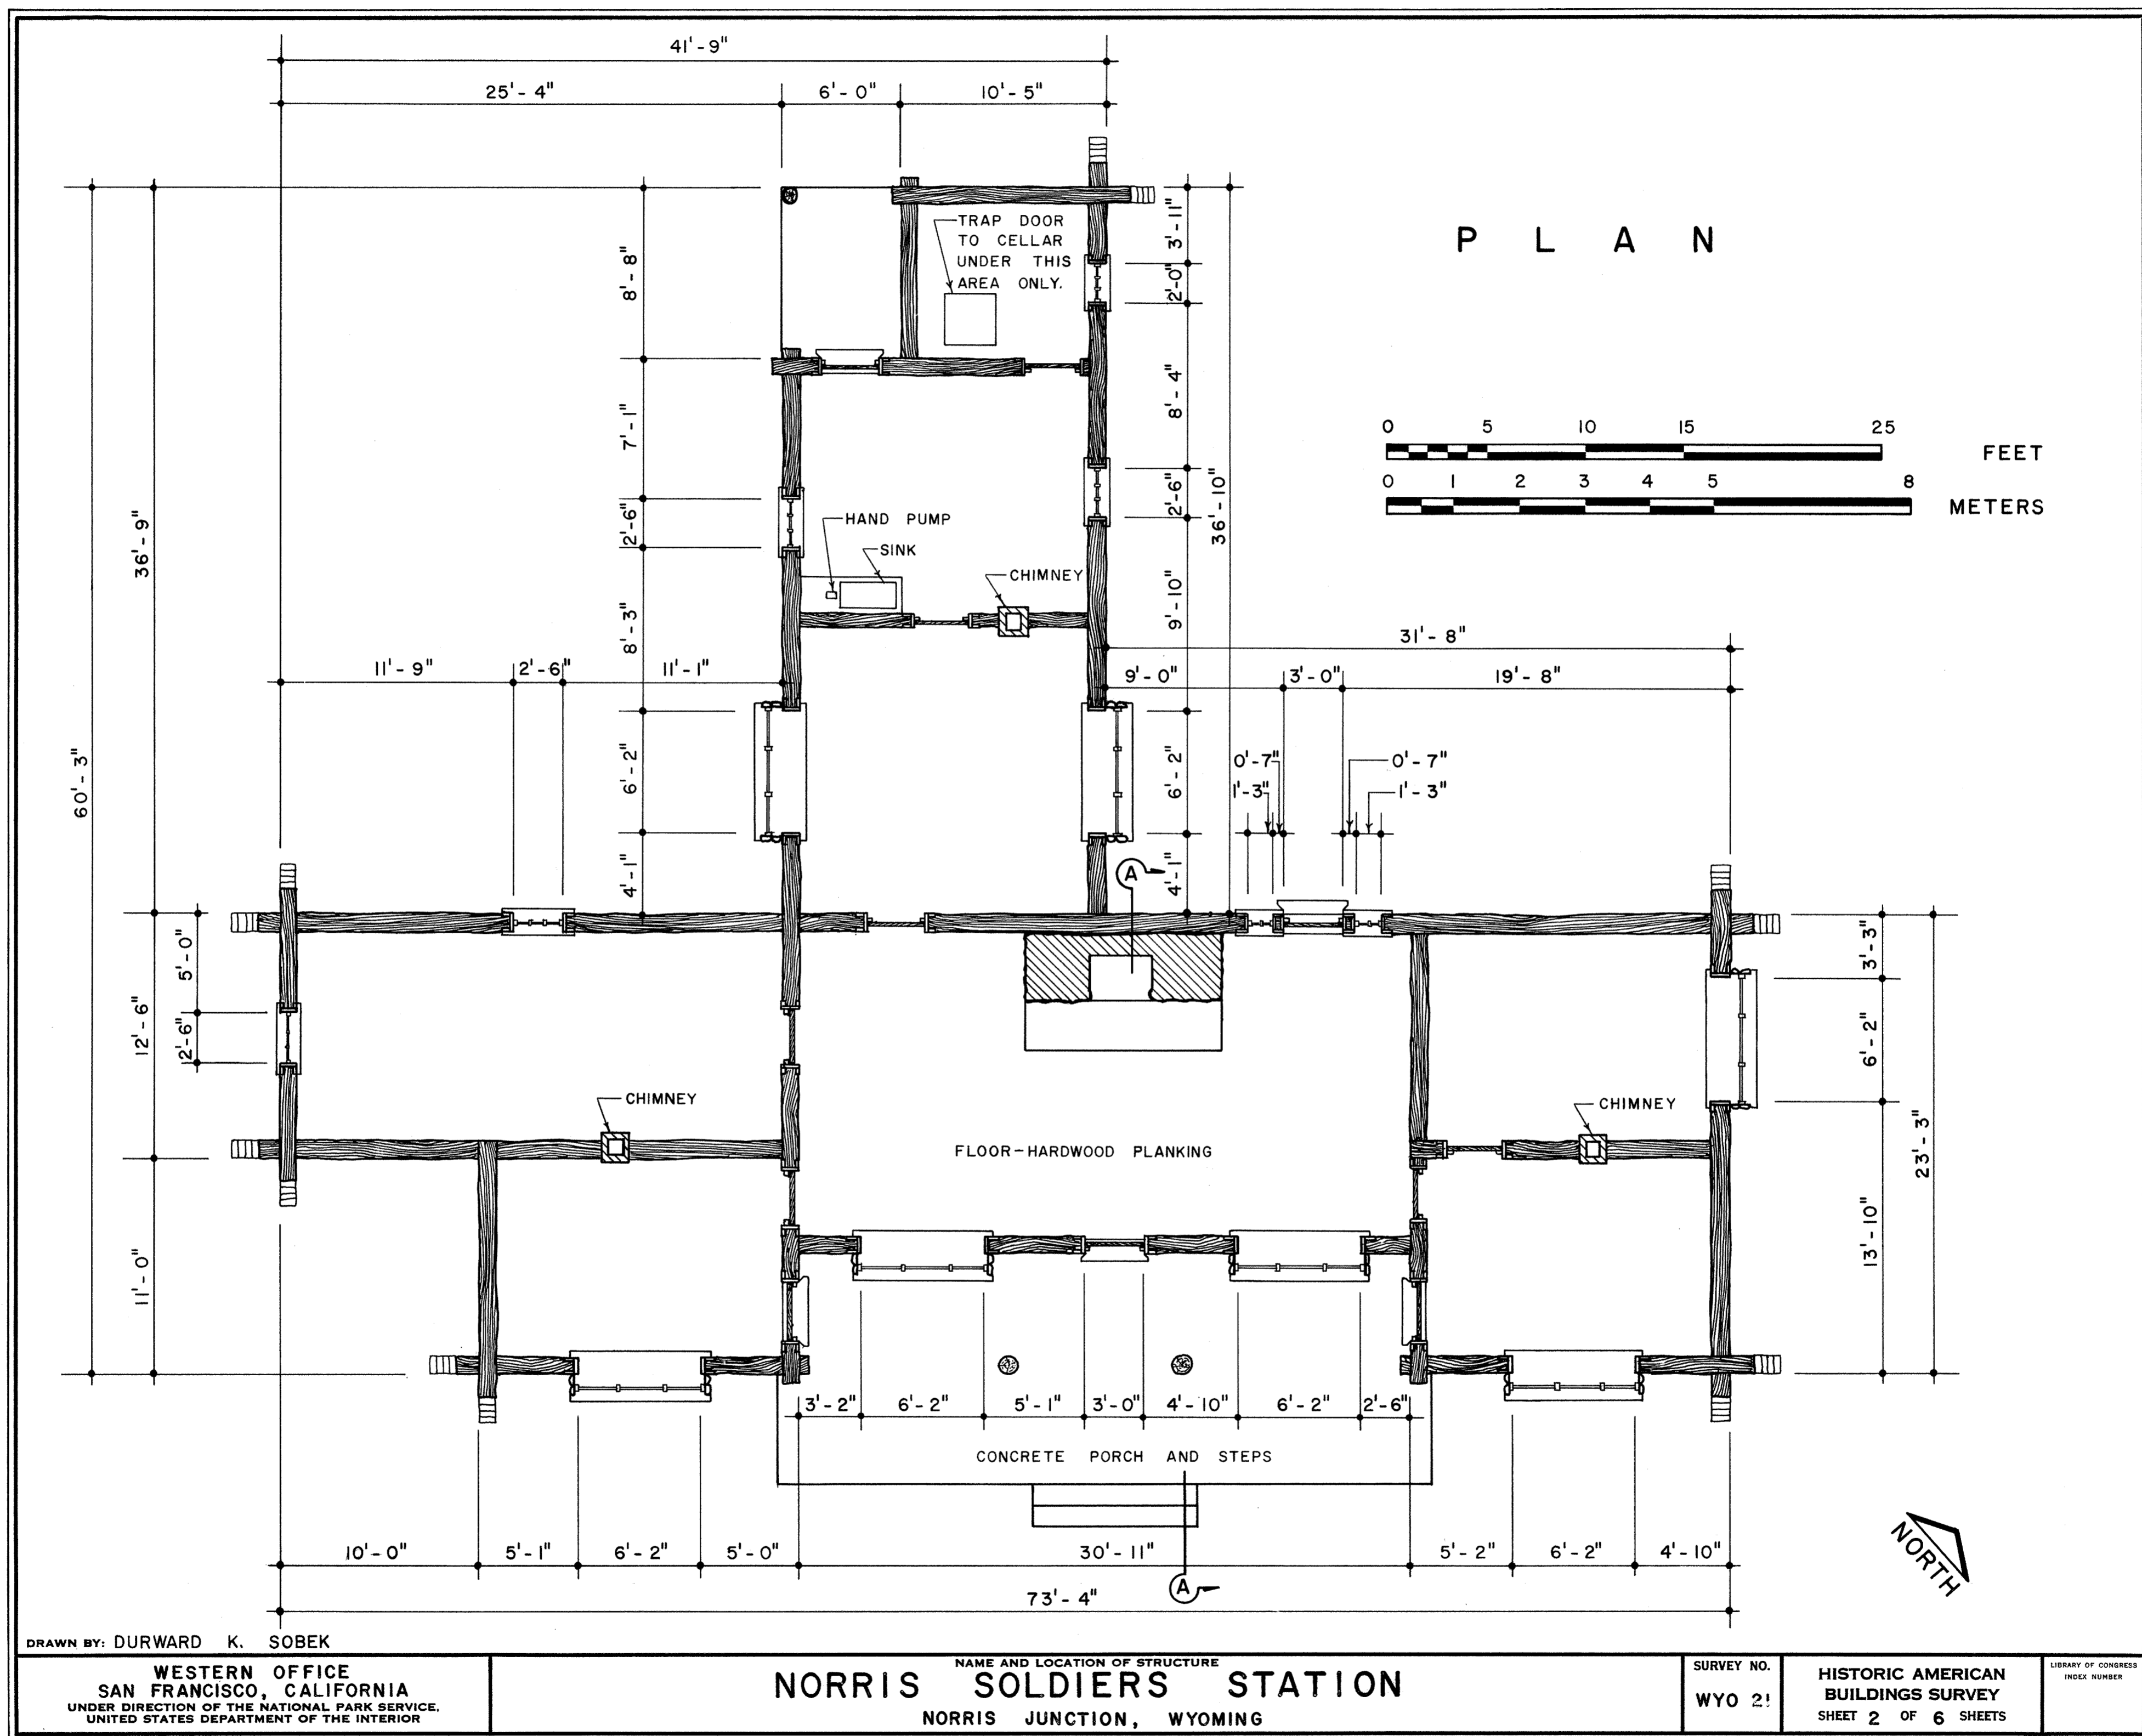 41'-9"
25'-4" 6'-0" 10'-5"
TRAP DOOR
TO CELLAR
UNDER THIS
AREA ONLY.
P L A N
3'-11"
2'-0"
8'-4"
2'-6"
9'-10"
6'-2"
4'-1"
36'-10"
8'-8"
7'-1"
2'-6"
8'-3"
6'-2"
4'-1"
36'-9"
60'-3"
12'-6"
11'-0"
5'-0"
2'-6"
0 5 10 15 25
FEET
0 1 2 3 4 5 8
METERS
HAND PUMP
SINK
CHIMNEY
31'-8"
11'-9" 2'-6" 11'-1"
9'-0" 3'-0" 19'-8"
0'-7" 0'-7"
1'-3" 1'-3"
A
3'-3"
6'-2"
13'-10"
23'-3"
CHIMNEY
CHIMNEY
FLOOR-HARDWOOD PLANKING
3'-2" 6'-2" 5'-1" 3'-0" 4'-10" 6'-2" 2'-6"
CONCRETE PORCH AND STEPS
10'-0" 5'-1" 6'-2" 5'-0" 30'-11" 5'-2" 6'-2" 4'-10"
A
73'-4"
NORTH
DRAWN BY: DURWARD K. SOBEK
WESTERN OFFICE
SAN FRANCISCO, CALIFORNIA
UNDER DIRECTION OF THE NATIONAL PARK SERVICE,
UNITED STATES DEPARTMENT OF THE INTERIOR
NAME AND LOCATION OF STRUCTURE
NORRIS SOLDIERS STATION
NORRIS JUNCTION, WYOMING
SURVEY NO.
WYO 21
HISTORIC AMERICAN
BUILDINGS SURVEY
SHEET 2 OF 6 SHEETS
LIBRARY OF CONGRESS
INDEX NUMBER